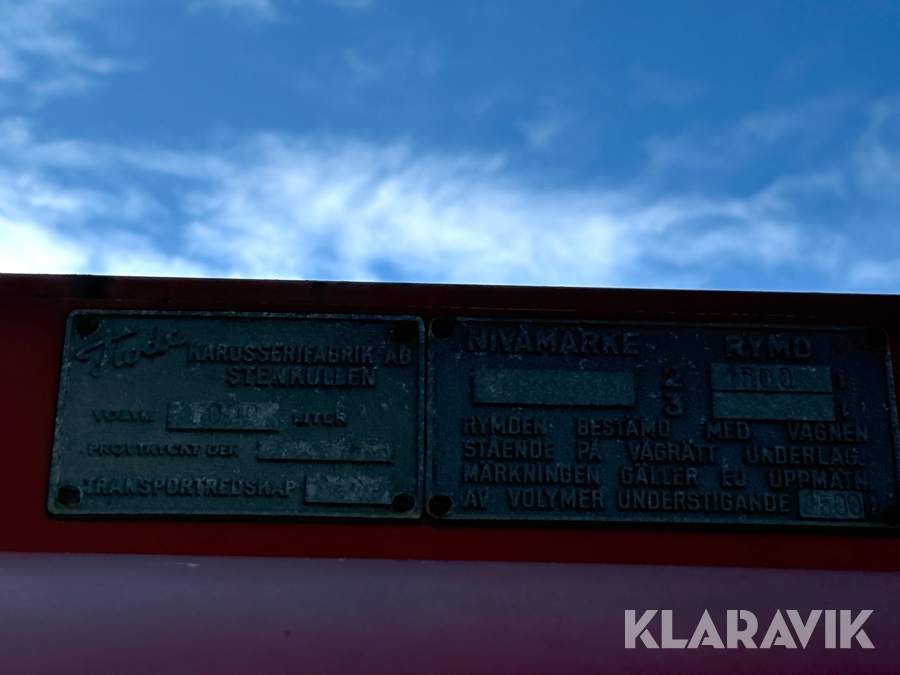 KAROSSERIFABRIK AB
STENKULLEN
VOLYM LITER
PROVTRYCKT DEN
TRANSPORTREDSKAP
NIVÅMÄRKE RYMD
2
3
RYMDEN BESTÄMD MED VAGNEN
STÅENDE PÅ VÅGRÄTT UNDERLAG.
MÄRKNINGEN GÄLLER EJ UPPMÄTN
AV VOLYMER UNDERSTIGANDE 500 l
KLARAVIK